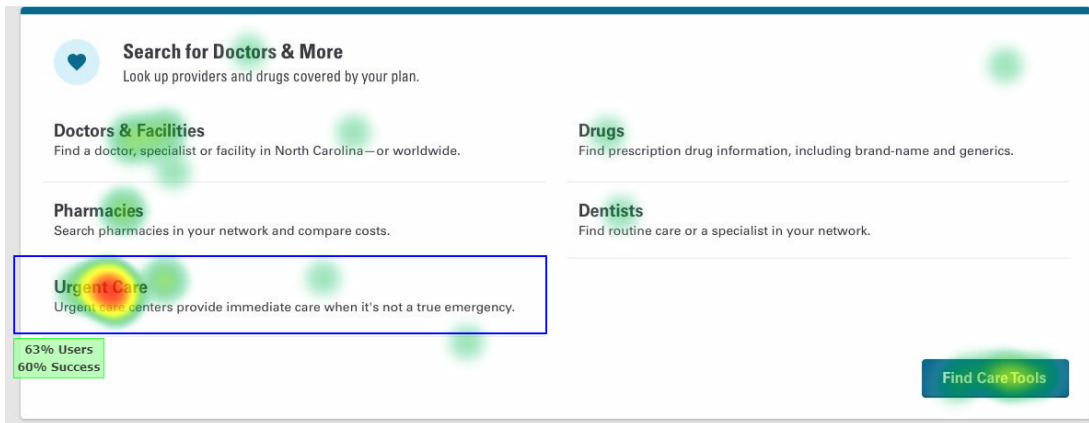 Search for Doctors & More
Look up providers and drugs covered by your plan.
Doctors & Facilities
Find a doctor, specialist or facility in North Carolina—or worldwide.
Drugs
Find prescription drug information, including brand-name and generics.
Pharmacies
Search pharmacies in your network and compare costs.
Dentists
Find routine care or a specialist in your network.
Urgent Care
Urgent care centers provide immediate care when it's not a true emergency.
63% Users
60% Success
Find Care Tools